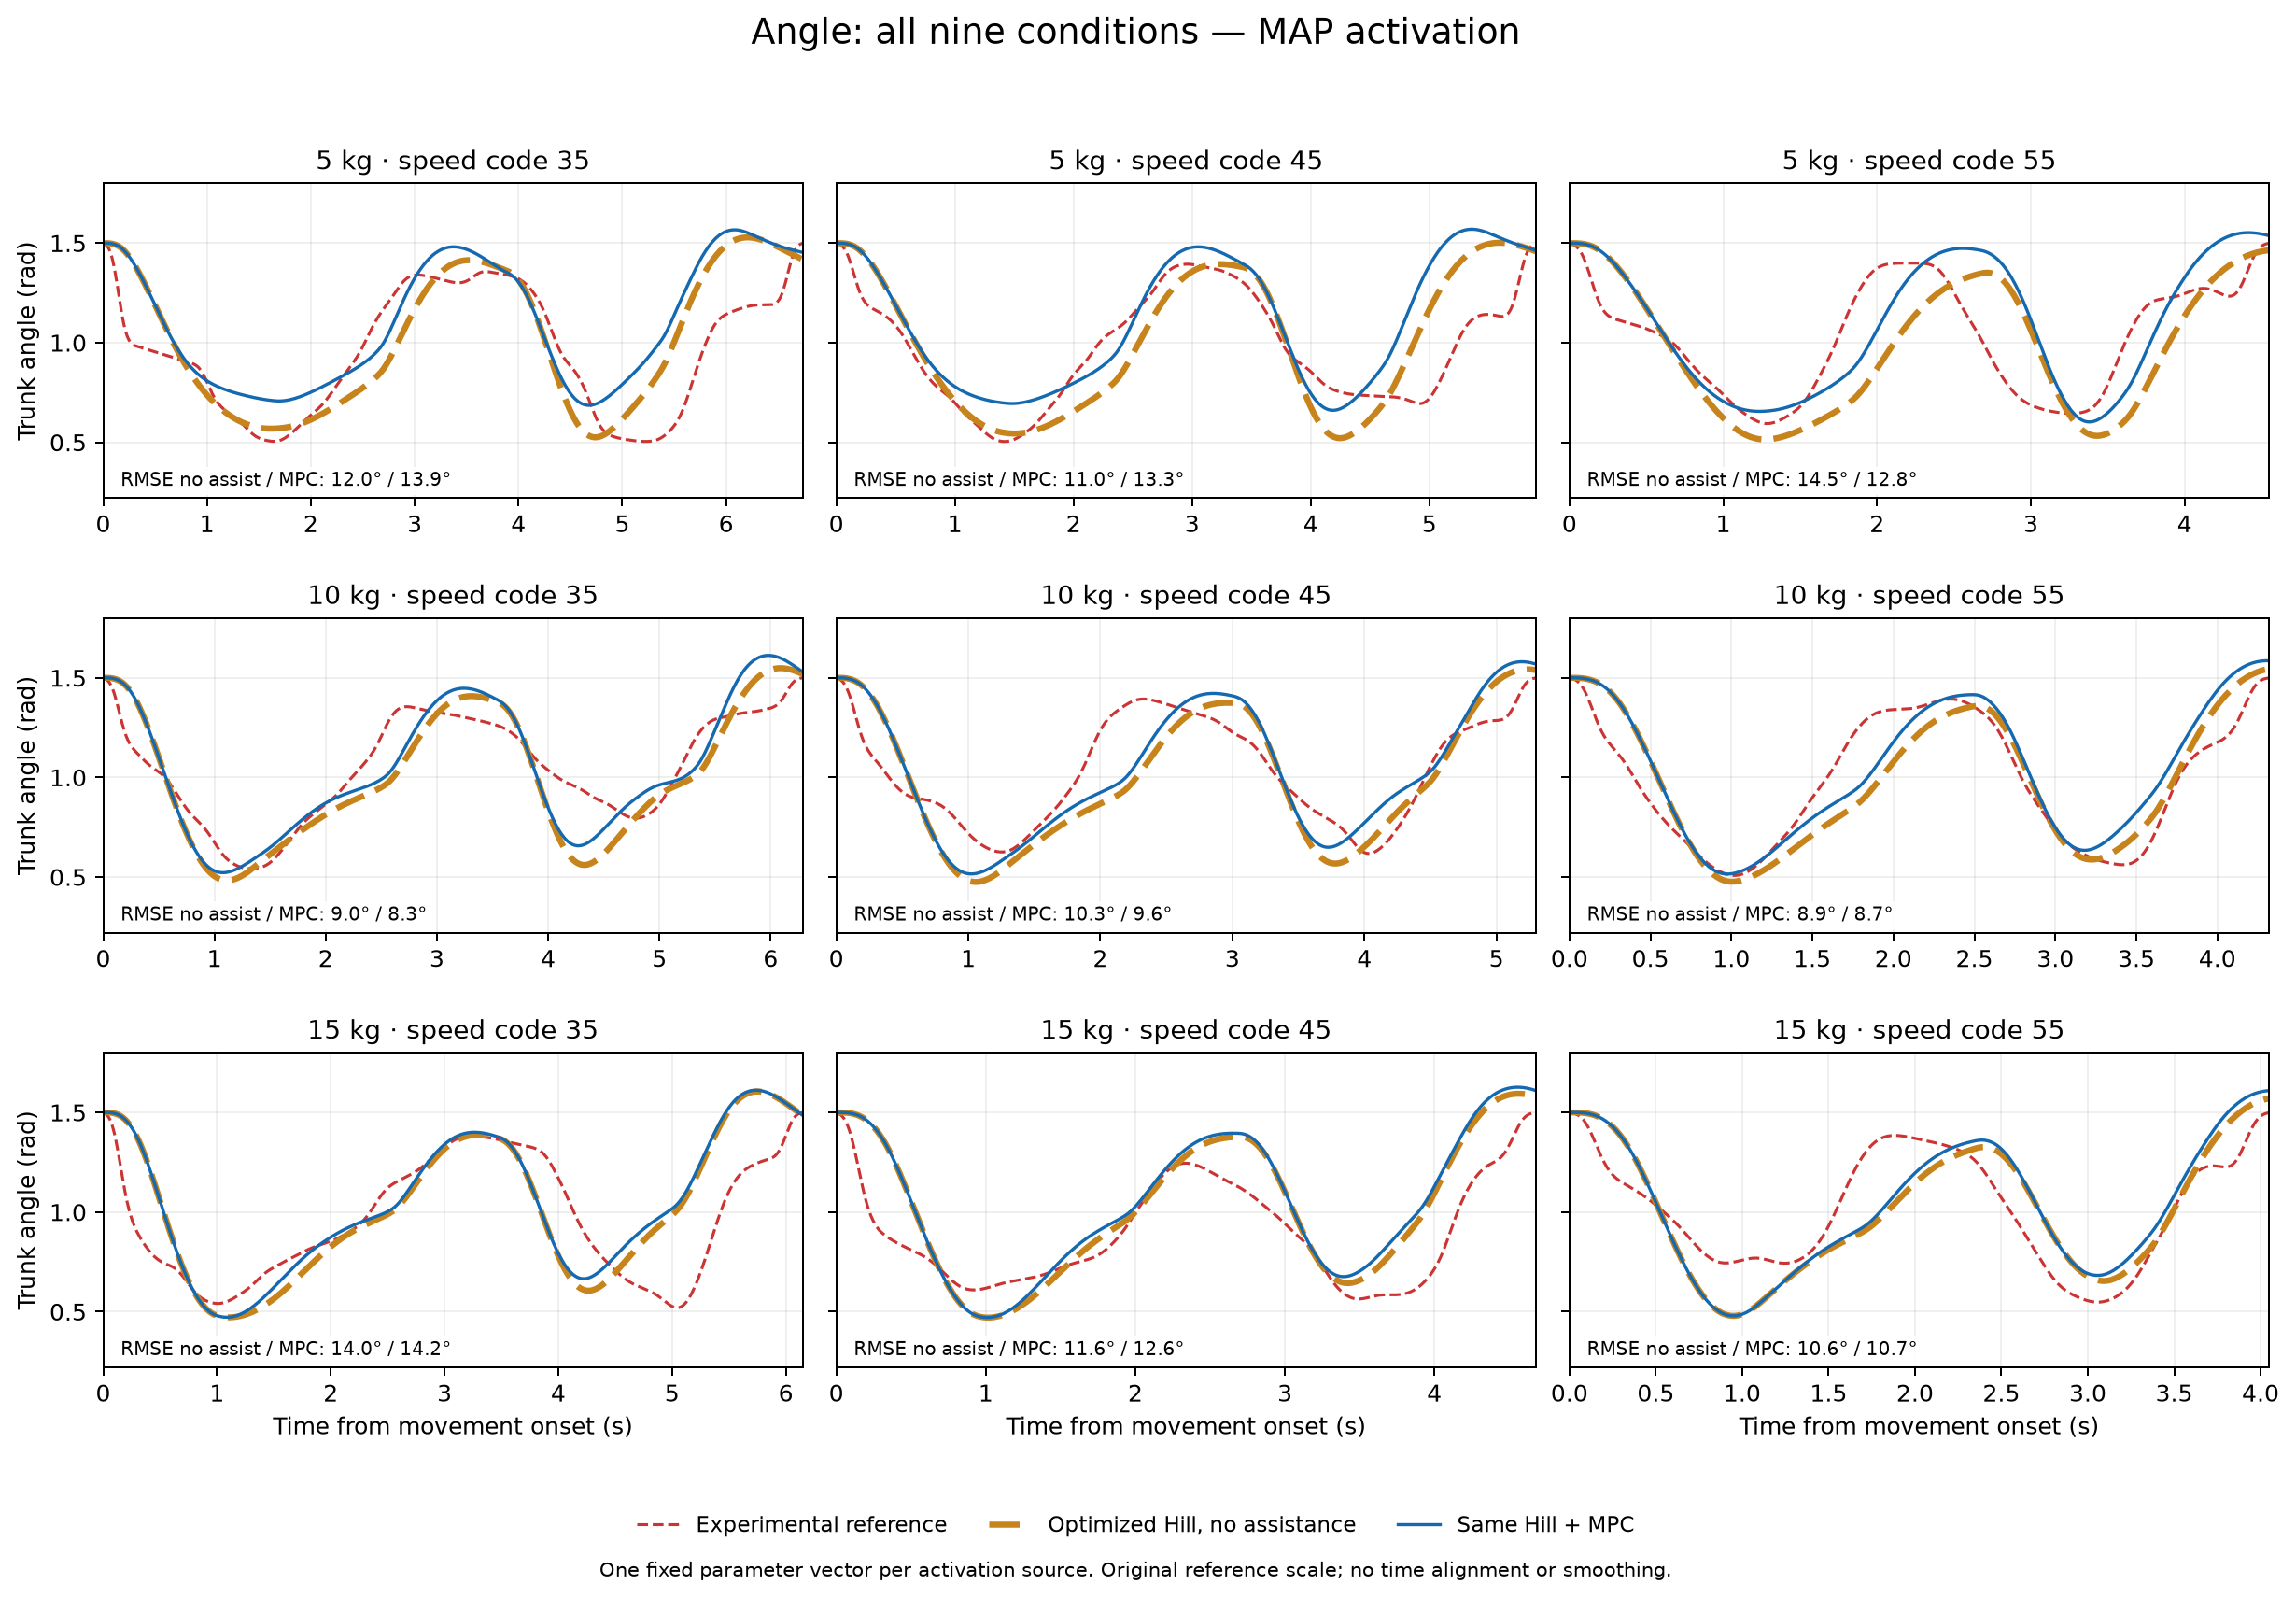 Angle: all nine conditions — MAP activation
5 kg · speed code 35
5 kg · speed code 45
5 kg · speed code 55
Trunk angle (rad)
1.5
1.0
0.5
RMSE no assist / MPC: 12.0° / 13.9°
RMSE no assist / MPC: 11.0° / 13.3°
RMSE no assist / MPC: 14.5° / 12.8°
0 1 2 3 4 5 6
0 1 2 3 4 5
0 1 2 3 4
10 kg · speed code 35
10 kg · speed code 45
10 kg · speed code 55
Trunk angle (rad)
1.5
1.0
0.5
RMSE no assist / MPC: 9.0° / 8.3°
RMSE no assist / MPC: 10.3° / 9.6°
RMSE no assist / MPC: 8.9° / 8.7°
0 1 2 3 4 5 6
0 1 2 3 4 5
0.0 0.5 1.0 1.5 2.0 2.5 3.0 3.5 4.0
15 kg · speed code 35
15 kg · speed code 45
15 kg · speed code 55
Trunk angle (rad)
1.5
1.0
0.5
RMSE no assist / MPC: 14.0° / 14.2°
RMSE no assist / MPC: 11.6° / 12.6°
RMSE no assist / MPC: 10.6° / 10.7°
0 1 2 3 4 5 6
0 1 2 3 4
0.0 0.5 1.0 1.5 2.0 2.5 3.0 3.5 4.0
Time from movement onset (s)
Time from movement onset (s)
Time from movement onset (s)
Experimental reference
Optimized Hill, no assistance
Same Hill + MPC
One fixed parameter vector per activation source. Original reference scale; no time alignment or smoothing.